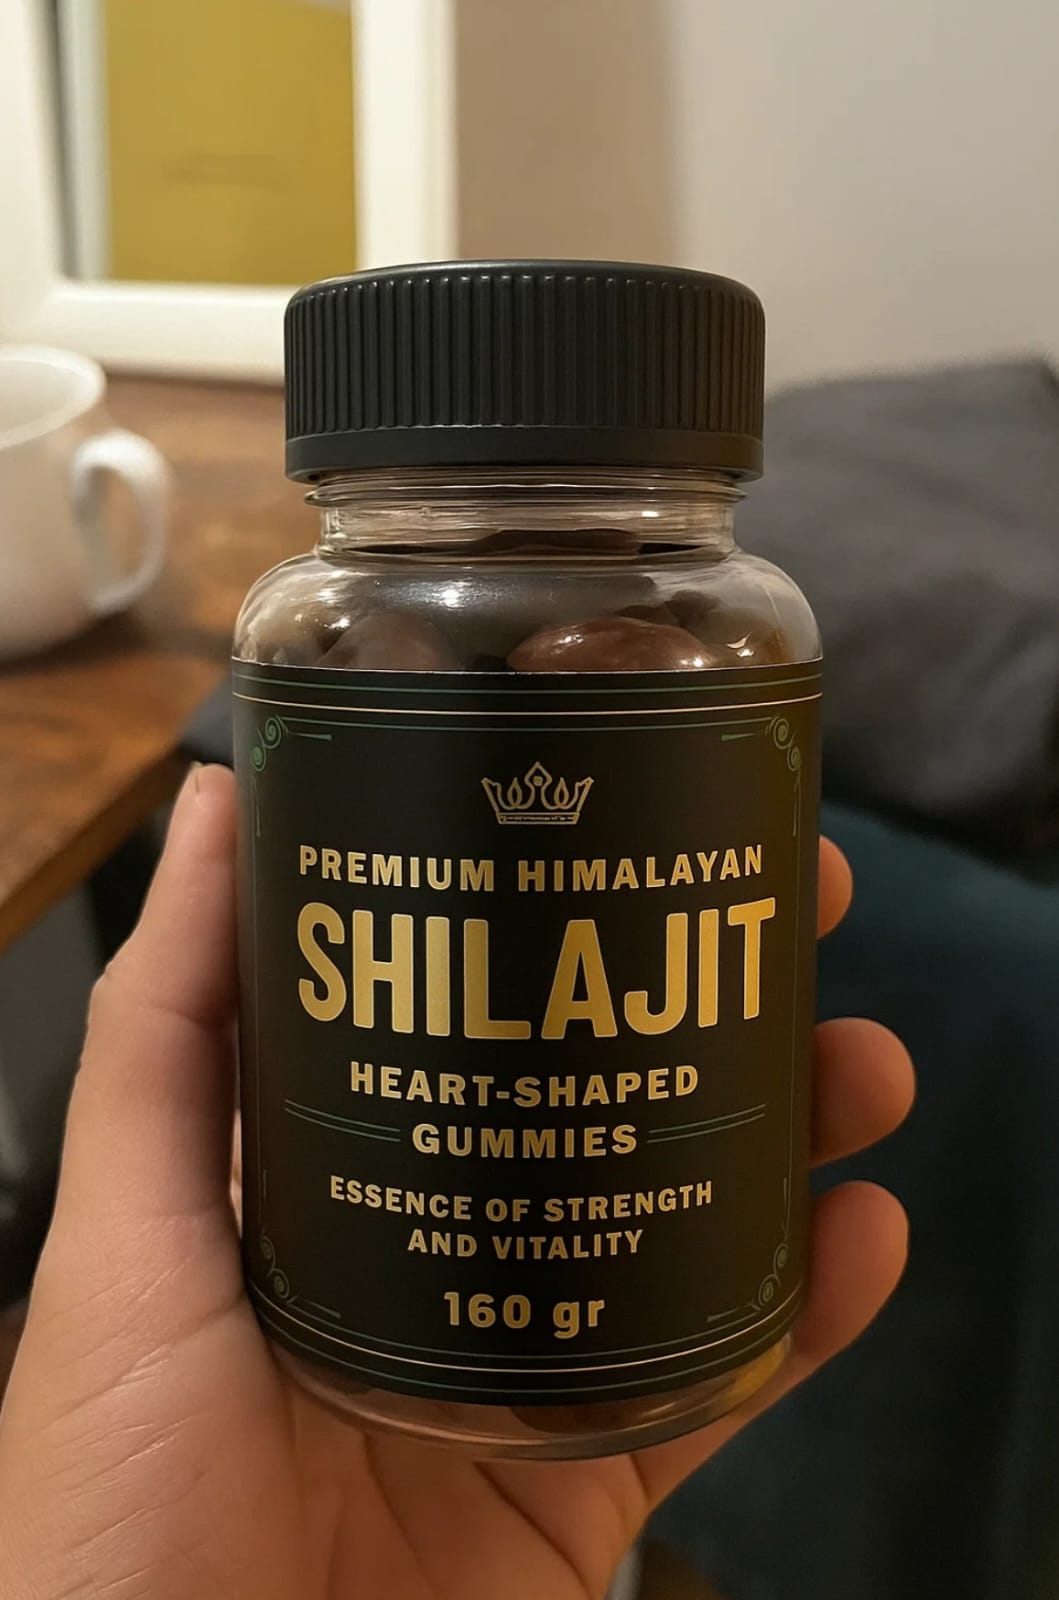 PREMIUM HIMALAYAN
SHILAJIT
HEART-SHAPED
GUMMIES
ESSENCE OF STRENGTH
AND VITALITY
160 gr